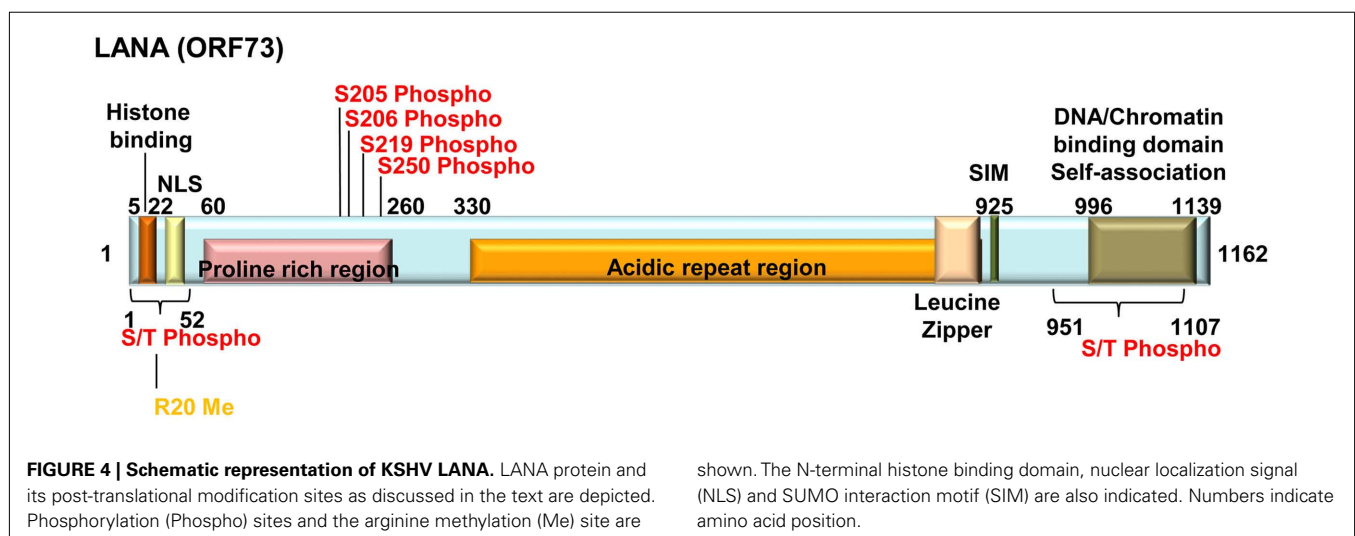 LANA (ORF73)
S205 Phospho
S206 Phospho
S219 Phospho
S250 Phospho
Histone
binding
NLS
SIM
DNA/Chromatin
binding domain
Self-association
5 22 60 260 330 925 996 1139
1
Proline rich region
Acidic repeat region
1162
1 52
S/T Phospho
Leucine
Zipper
951 1107
S/T Phospho
R20 Me
FIGURE 4 | Schematic representation of KSHV LANA. LANA protein and
its post-translational modification sites as discussed in the text are depicted.
Phosphorylation (Phospho) sites and the arginine methylation (Me) site are
shown. The N-terminal histone binding domain, nuclear localization signal
(NLS) and SUMO interaction motif (SIM) are also indicated. Numbers indicate
amino acid position.